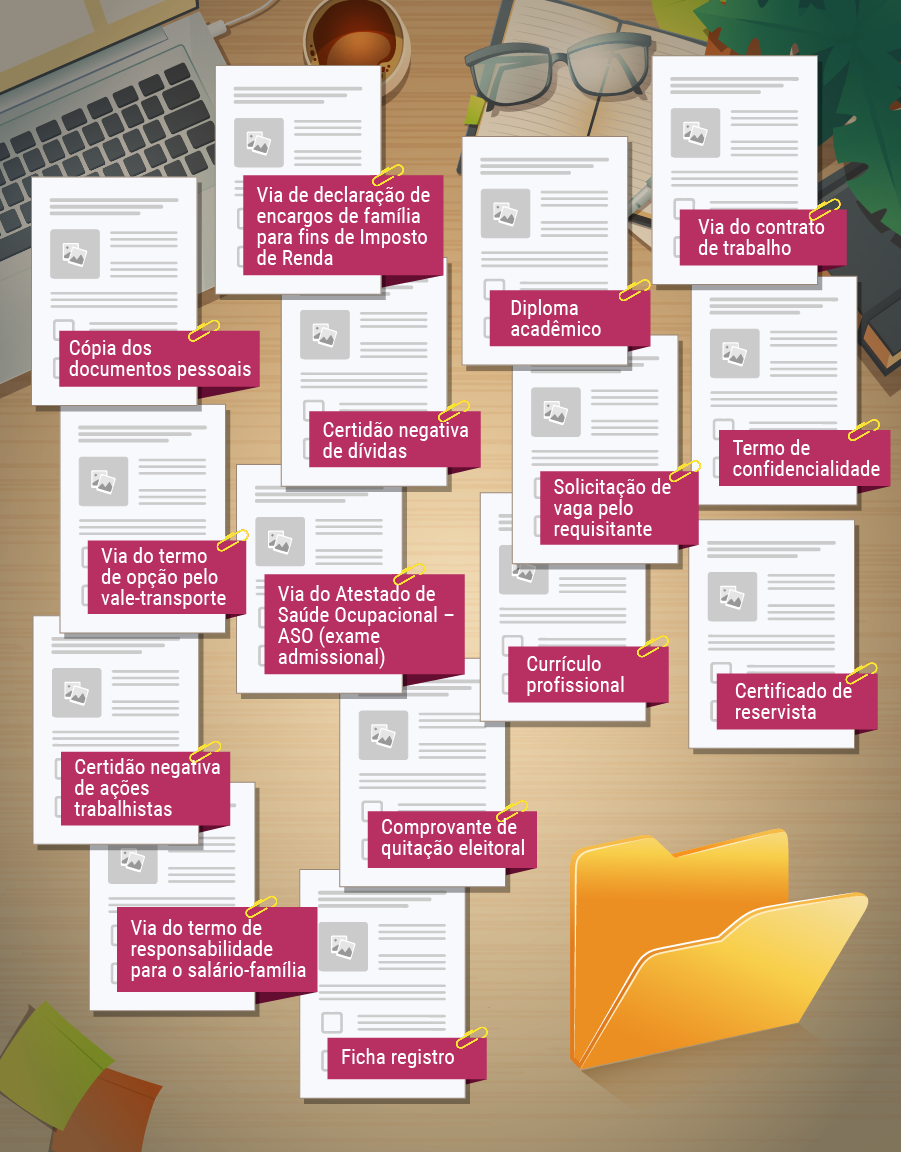 Via de declaração de
encargos de família
para fins de Imposto
de Renda
Via do contrato
de trabalho
Diploma
acadêmico
Cópia dos
documentos pessoais
Certidão negativa
de dívidas
Termo de
confidencialidade
Solicitação de
vaga pelo
requisitante
Via do termo
de opção pelo
vale-transporte
Via do Atestado de
Saúde Ocupacional –
ASO (exame
admissional)
Currículo
profissional
Certificado de
reservista
Certidão negativa
de ações
trabalhistas
Comprovante de
quitação eleitoral
Via do termo de
responsabilidade
para o salário-família
Ficha registro